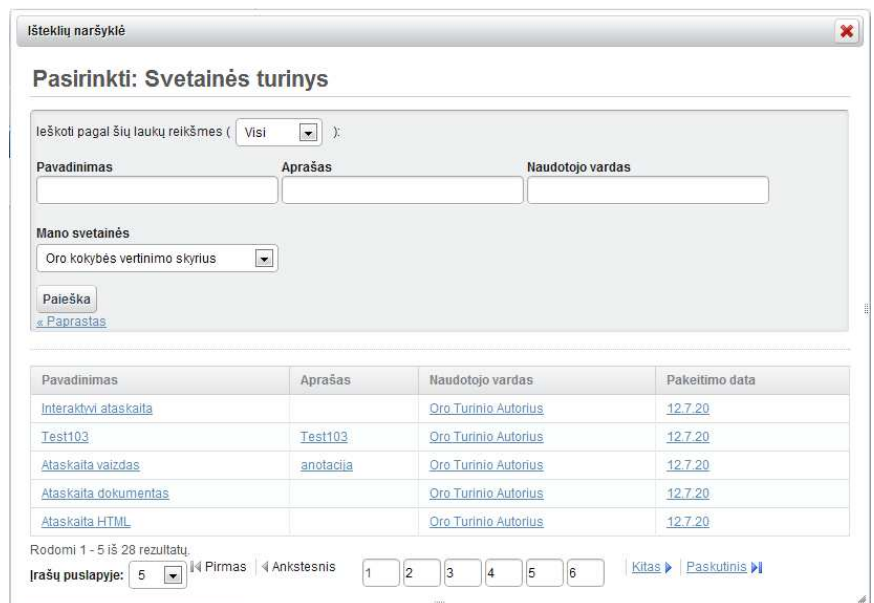 Išteklių naršyklė
Pasirinkti: Svetainės turinys
Ieškoti pagal šių laukų reikšmes ( Visi ):
Pavadinimas Aprašas Naudotojo vardas
Mano svetainės
Oro kokybės vertinimo skyrius
Paieška
« Paprastas
Pavadinimas Aprašas Naudotojo vardas Pakeitimo data
Interaktyvi ataskaita Oro Turinio Autorius 12.7.20
Test103 Test103 Oro Turinio Autorius 12.7.20
Ataskaita vaizdas anotacija Oro Turinio Autorius 12.7.20
Ataskaita dokumentas Oro Turinio Autorius 12.7.20
Ataskaita HTML Oro Turinio Autorius 12.7.20
Rodomi 1 - 5 iš 28 rezultatų.
Įrašų puslapyje: 5 Pirmas Ankstesnis 1 2 3 4 5 6 Kitas Paskutinis